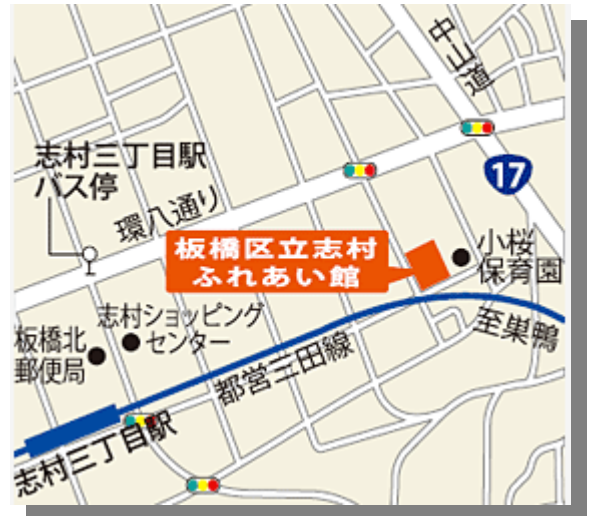 中山道
志村三丁目駅
バス停
環八通り
17
板橋区立志村
ふれあい館
小桜
保育園
志村ショッピング
センター
板橋北
郵便局
至巣鴨
都営三田線
志村三丁目駅